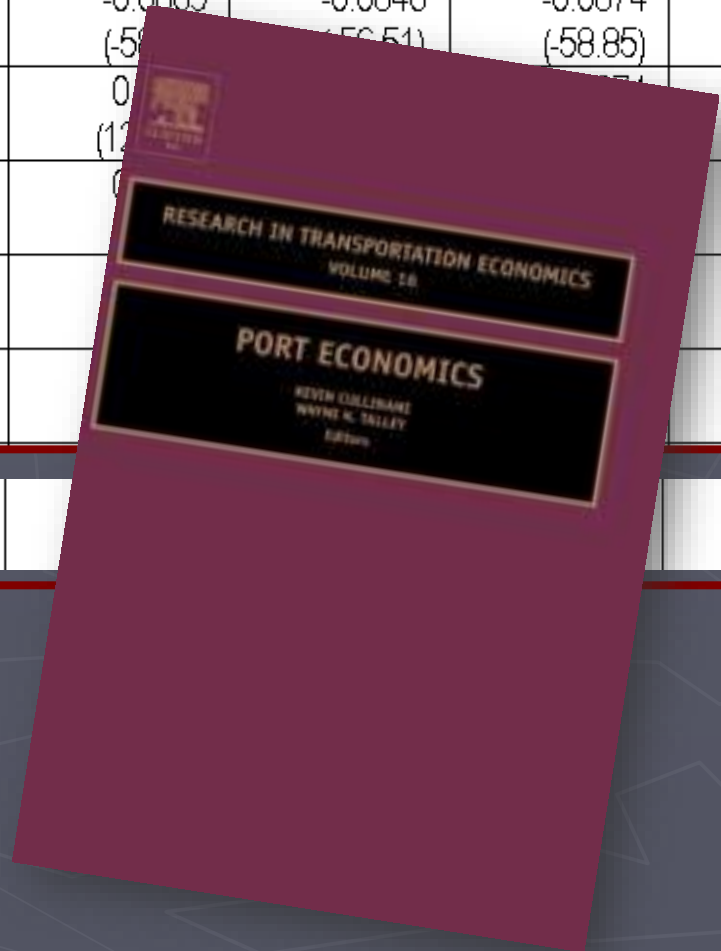 (-58.85)
RESEARCH IN TRANSPORTATION ECONOMICS
VOLUME 16
PORT ECONOMICS
KEVIN CULLINANE
WAYNE K. TALLEY
Editors